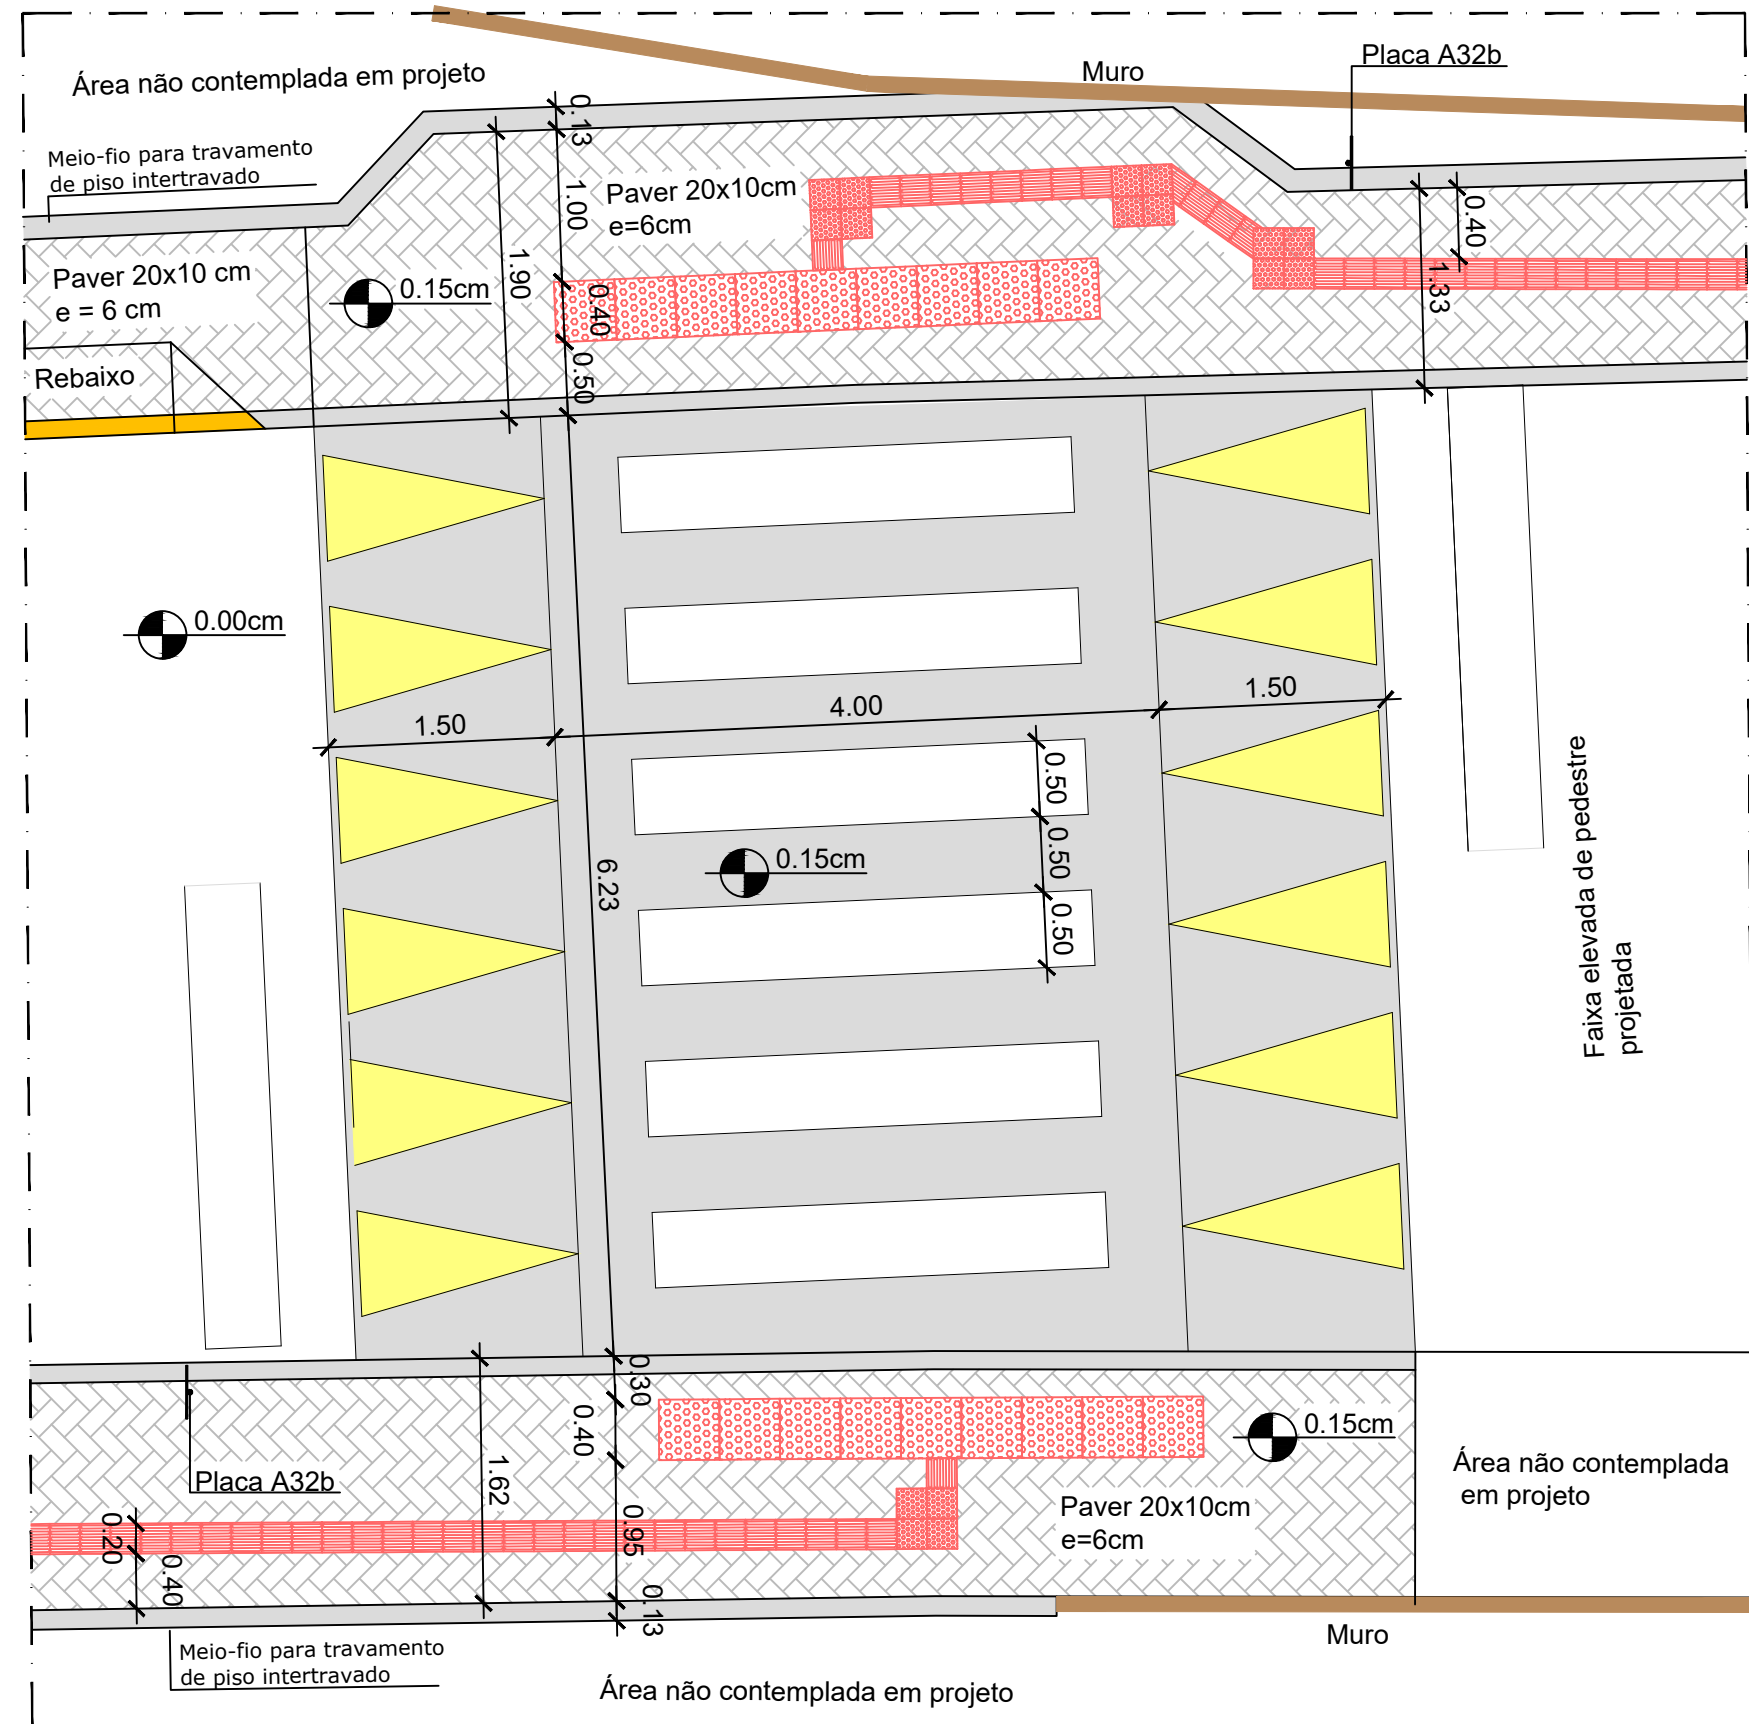 Placa A32b
Muro
Área não contemplada em projeto
0.13
Meio-fio para travamento
de piso intertravado
1.00
Paver 20x10cm
e=6cm
0.40
1.90
1.33
Paver 20x10 cm
e = 6 cm
0.15cm
0.40
0.50
Rebaixo
0.00cm
1.50
4.00
1.50
0.50
0.50
0.50
0.15cm
6.23
Faixa elevada de pedestre
projetada
0.30
0.40
0.15cm
Placa A32b
1.62
Área não contemplada
em projeto
Paver 20x10cm
e=6cm
0.20
0.95
0.40
0.13
Meio-fio para travamento
de piso intertravado
Muro
Área não contemplada em projeto